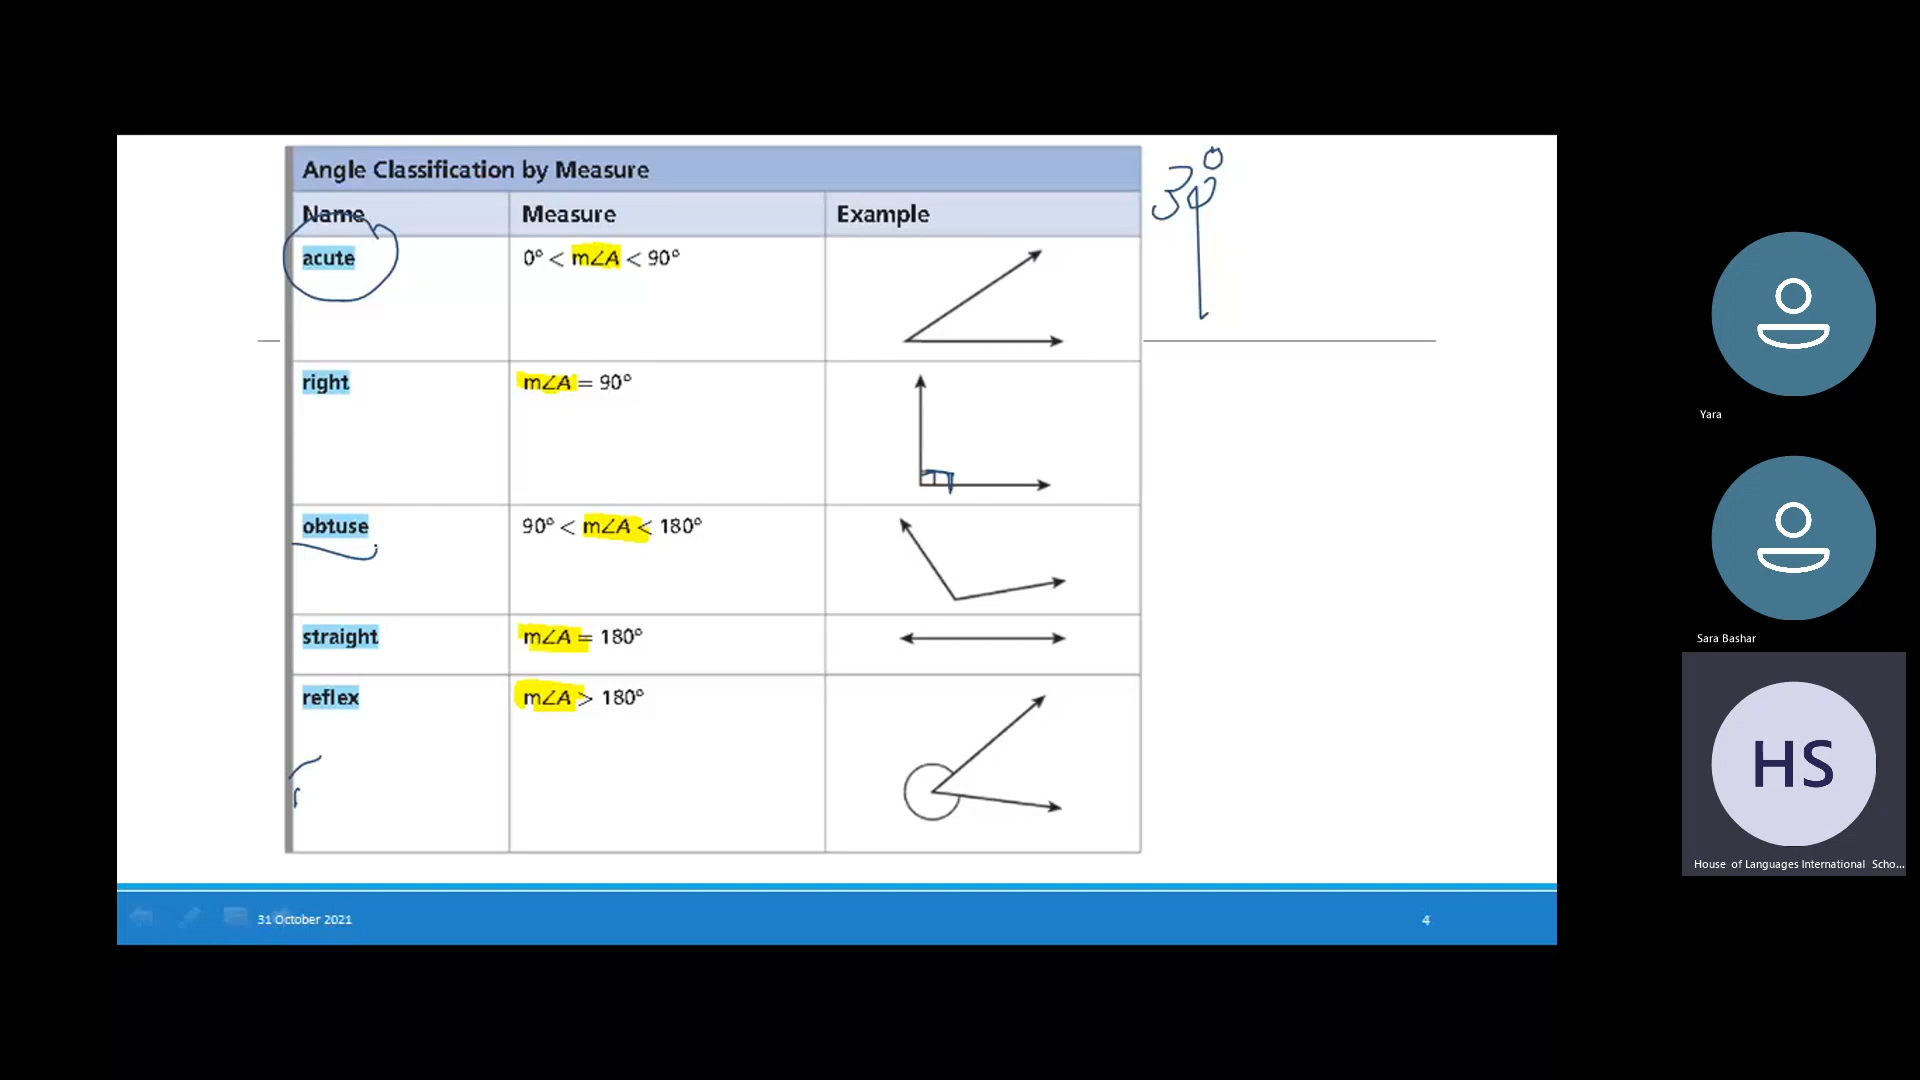 Angle Classification by Measure
Name Measure Example
acute 0° < m∠A < 90°
right m∠A = 90°
obtuse 90° < m∠A < 180°
straight m∠A = 180°
reflex m∠A > 180°
30°
31 October 2021
4
Yara
Sara Bashar
HS
House of Languages International Scho...